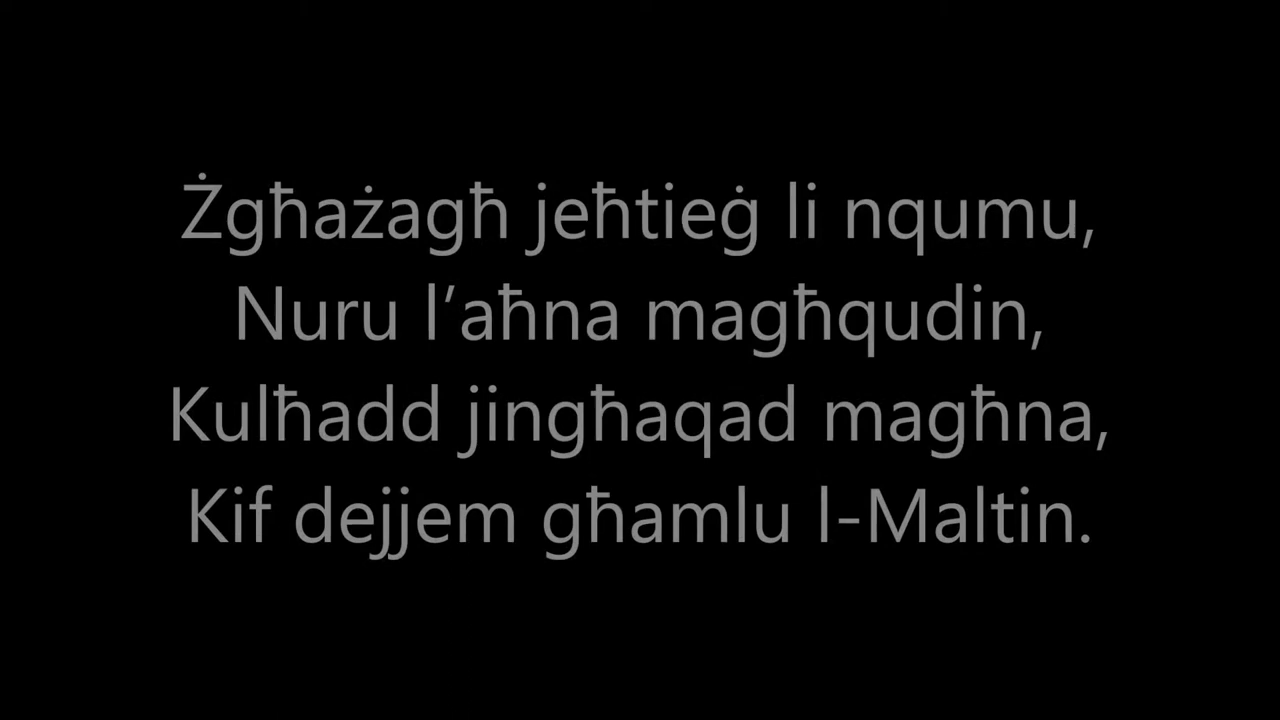 Żgħażagħ jeħtieġ li nqumu,
Nuru l’aħna magħqudin,
Kulħadd jingħaqad magħna,
Kif dejjem għamlu l-Maltin.